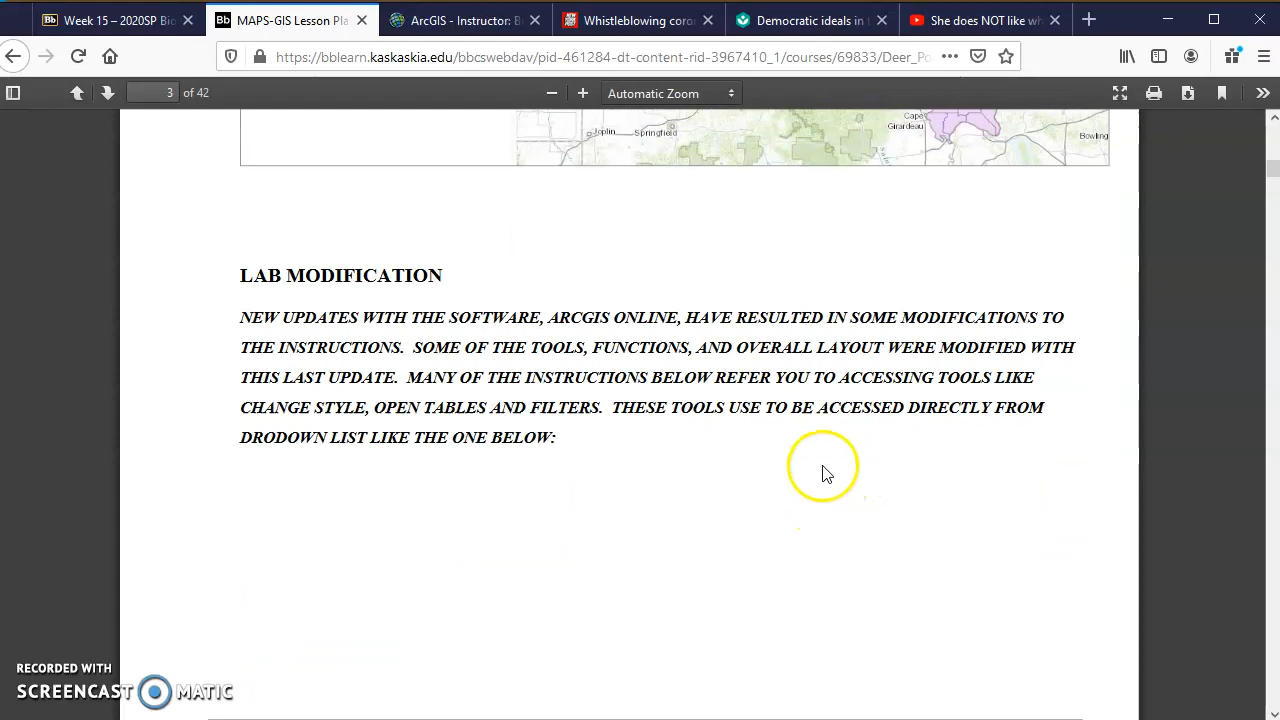 Week 15 – 2020SP Bio
MAPS-GIS Lesson Pla
ArcGIS - Instructor: B
Whistleblowing coron
Democratic ideals in
She does NOT like wh
https://bblearn.kaskaskia.edu/bbcswebdav/pid-461284-dt-content-rid-3967410_1/courses/69833/Deer_Po
3 of 42
Automatic Zoom
Joplin
Springfield
Cape
Girardeau
Bowling
LAB MODIFICATION
NEW UPDATES WITH THE SOFTWARE, ARCGIS ONLINE, HAVE RESULTED IN SOME MODIFICATIONS TO
THE INSTRUCTIONS. SOME OF THE TOOLS, FUNCTIONS, AND OVERALL LAYOUT WERE MODIFIED WITH
THIS LAST UPDATE. MANY OF THE INSTRUCTIONS BELOW REFER YOU TO ACCESSING TOOLS LIKE
CHANGE STYLE, OPEN TABLES AND FILTERS. THESE TOOLS USE TO BE ACCESSED DIRECTLY FROM
DRODOWN LIST LIKE THE ONE BELOW:
RECORDED WITH
SCREENCAST MATIC